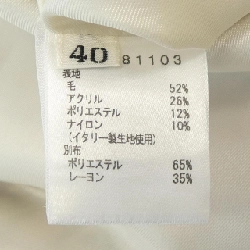 40 81103
表地
毛 52%
アクリル 26%
ポリエステル 12%
ナイロン 10%
(イタリー製生地使用)
別布
ポリエステル 65%
レーヨン 35%